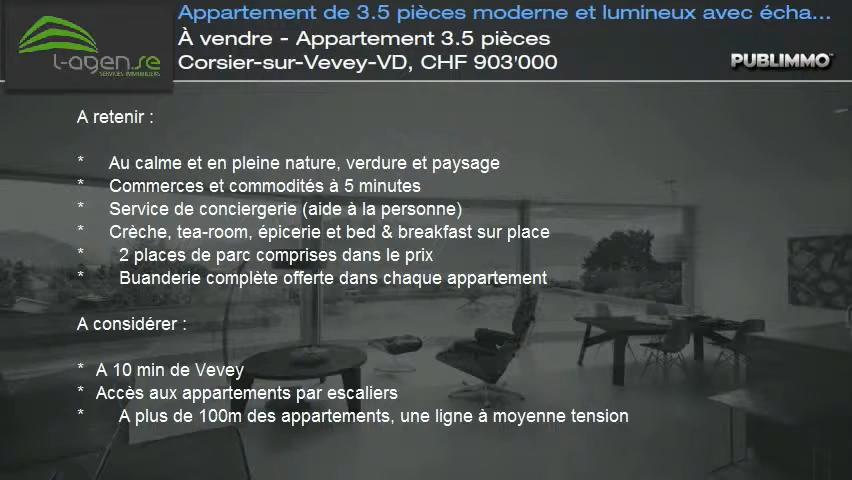 Appartement de 3.5 pièces moderne et lumineux avec écha...
À vendre - Appartement 3.5 pièces
Corsier-sur-Vevey-VD, CHF 903'000
l-agen.se
SERVICES IMMOBILIERS
PUBLIMMO
A retenir :
* Au calme et en pleine nature, verdure et paysage
* Commerces et commodités à 5 minutes
* Service de conciergerie (aide à la personne)
* Crèche, tea-room, épicerie et bed & breakfast sur place
* 2 places de parc comprises dans le prix
* Buanderie complète offerte dans chaque appartement
A considérer :
* A 10 min de Vevey
* Accès aux appartements par escaliers
* A plus de 100m des appartements, une ligne à moyenne tension